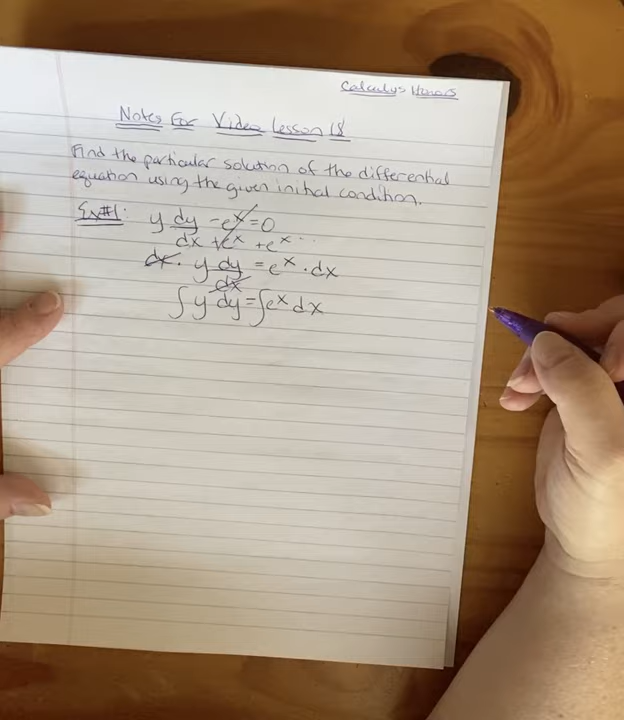 Calculus Honors
Notes For Video Lesson 18
Find the particular solution of the differential
equation using the given initial condition.
Ex#1: y dy/dx - e^x = 0
+e^x +e^x
dx · y dy/dx = e^x · dx
∫ y dy = ∫ e^x dx